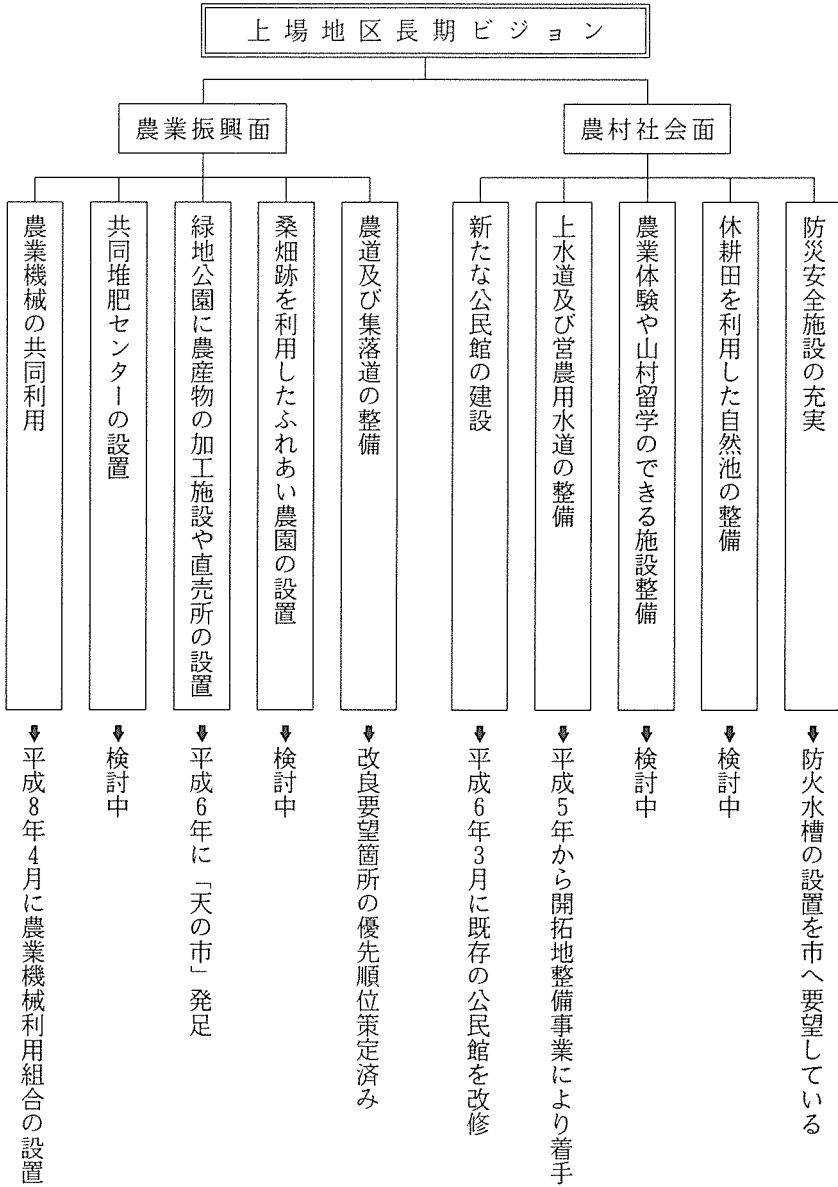 上場地区長期ビジョン
農業振興面
農村社会面
防災安全施設の充実
防火水槽の設置を市へ要望している
休耕田を利用した自然池の整備
検討中
農業体験や山村留学のできる施設整備
検討中
上水道及び営農用水道の整備
平成5年から開拓地整備事業により着手
新たな公民館の建設
平成6年3月に既存の公民館を改修
農道及び集落道の整備
改良要望箇所の優先順位策定済み
桑畑跡を利用したふれあい農園の設置
検討中
緑地公園に農産物の加工施設や直売所の設置
平成6年に「天の市」発足
共同堆肥センターの設置
検討中
農業機械の共同利用
平成8年4月に農業機械利用組合の設置